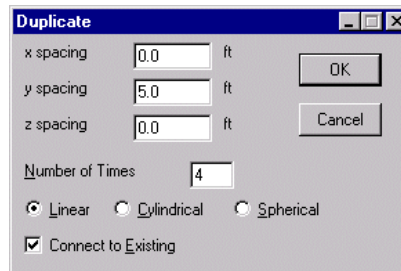 Duplicate
x spacing 0.0 ft
OK
y spacing 5.0 ft
z spacing 0.0 ft
Cancel
Number of Times 4
Linear Cylindrical Spherical
Connect to Existing